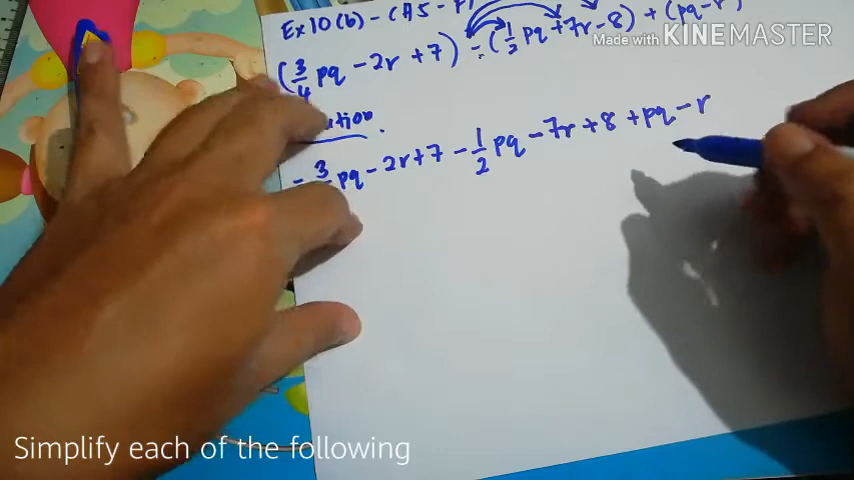 Ex 10(b) - (A5 - P)
(3/4 pq - 2r + 7) - (1/2 pq + 7r - 8) + (pq - r)
Made with KINEMASTER
= 3 pq - 2r + 7 - 1/2 pq - 7r + 8 + pq - r
Simplify each of the following